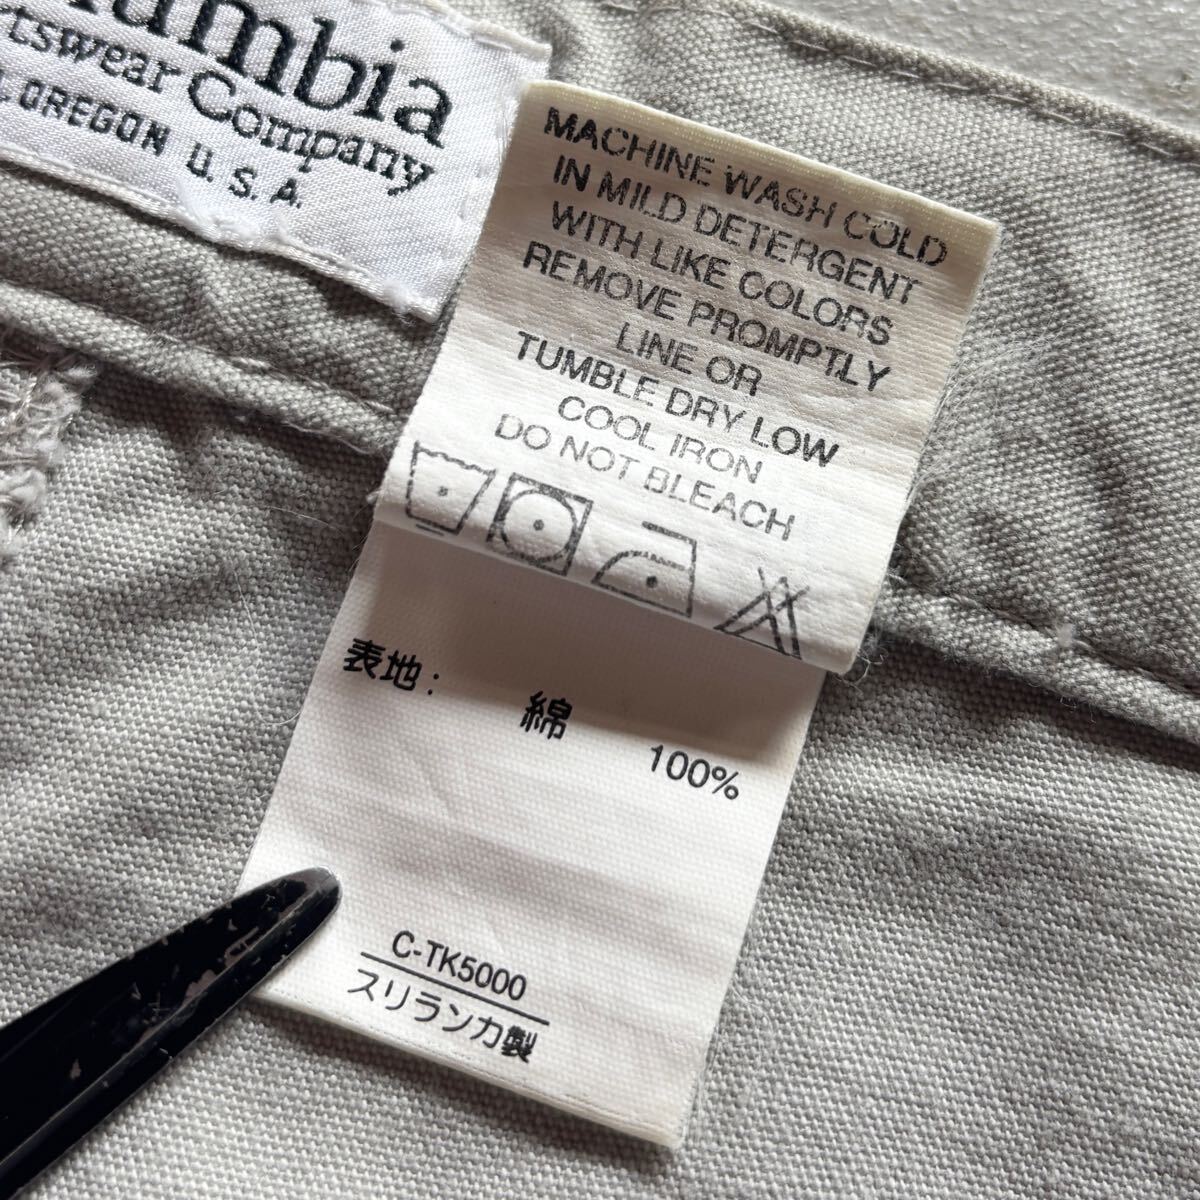 umbia
tswear Company
, OREGON U.S.A.
MACHINE WASH COLD
IN MILD DETERGENT
WITH LIKE COLORS
REMOVE PROMPTLY
LINE OR
TUMBLE DRY LOW
COOL IRON
DO NOT BLEACH
表地: 綿 100%
C-TK5000
スリランカ製